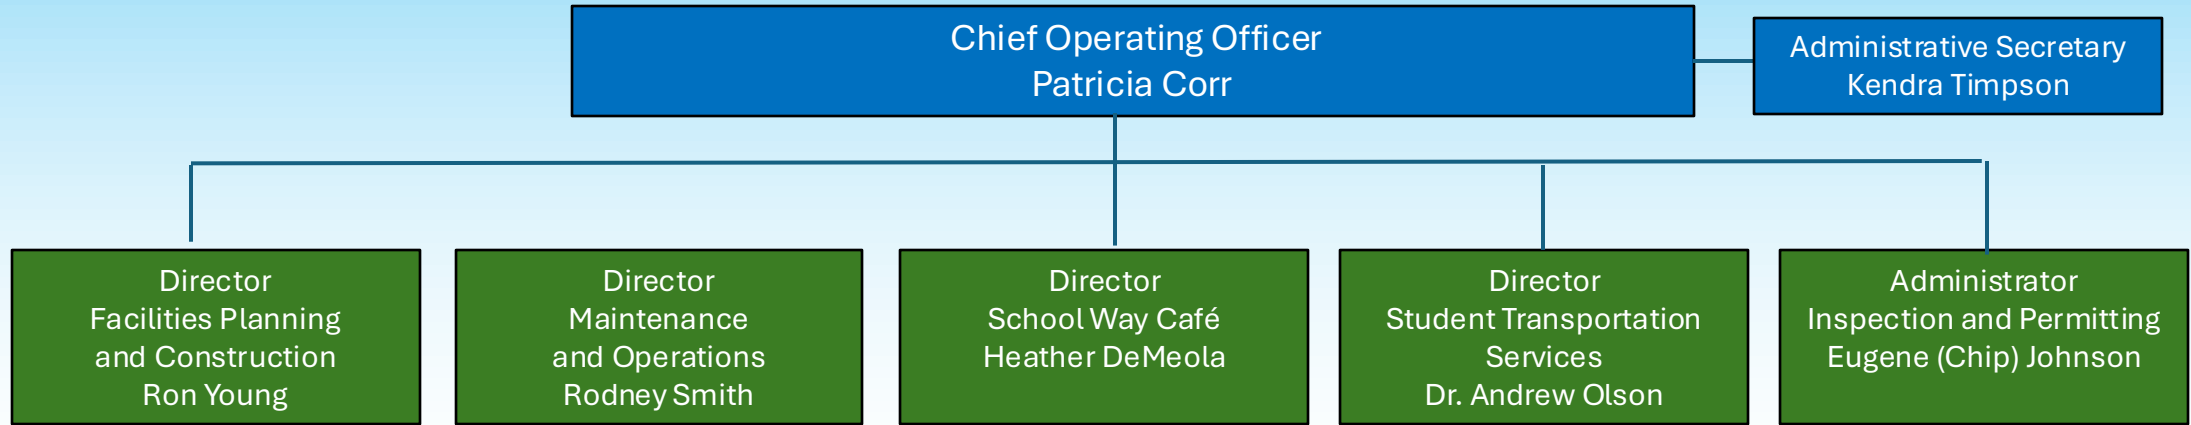 Chief Operating Officer
Patricia Corr
Administrative Secretary
Kendra Timpson
Director
Facilities Planning
and Construction
Ron Young
Director
Maintenance
and Operations
Rodney Smith
Director
School Way Café
Heather DeMeola
Director
Student Transportation
Services
Dr. Andrew Olson
Administrator
Inspection and Permitting
Eugene (Chip) Johnson